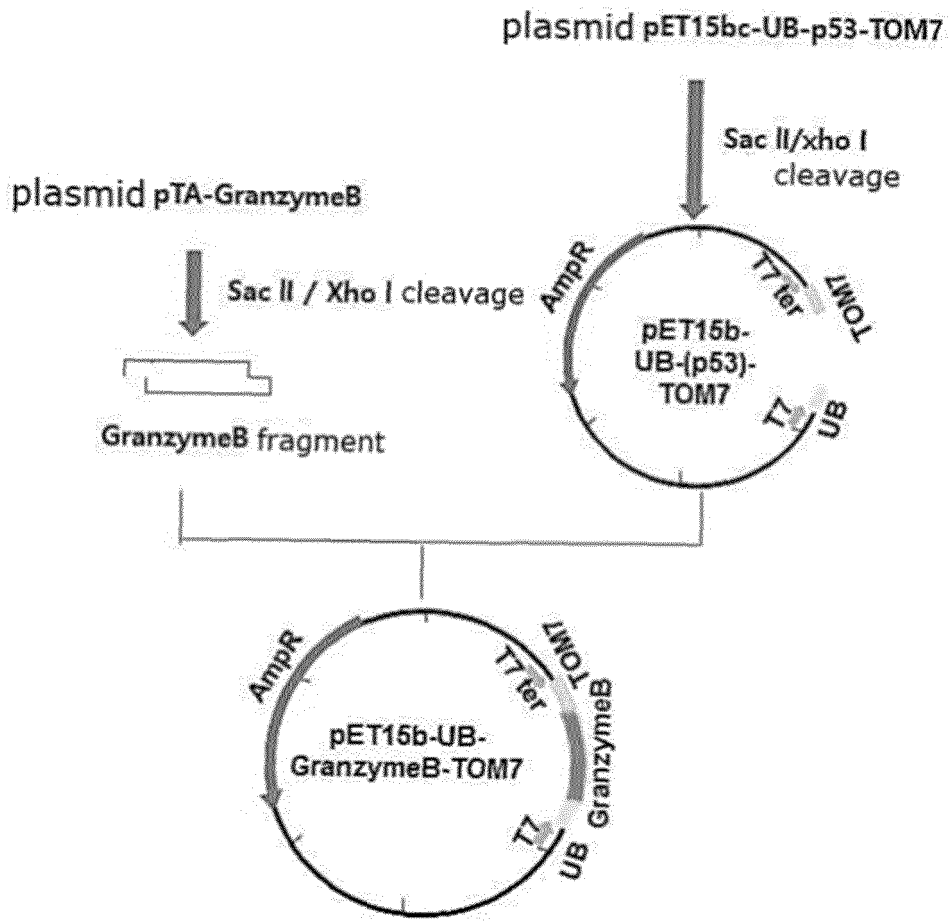 plasmid pET15bc-UB-p53-TOM7
Sac II/xho I
cleavage
plasmid pTA-GranzymeB
Sac II / Xho I cleavage
GranzymeB fragment
AmpR
T7 ter
TOM7
pET15b-
UB-(p53)-
TOM7
T7
UB
AmpR
T7 ter
TOM7
GranzymeB
pET15b-UB-
GranzymeB-TOM7
T7
UB